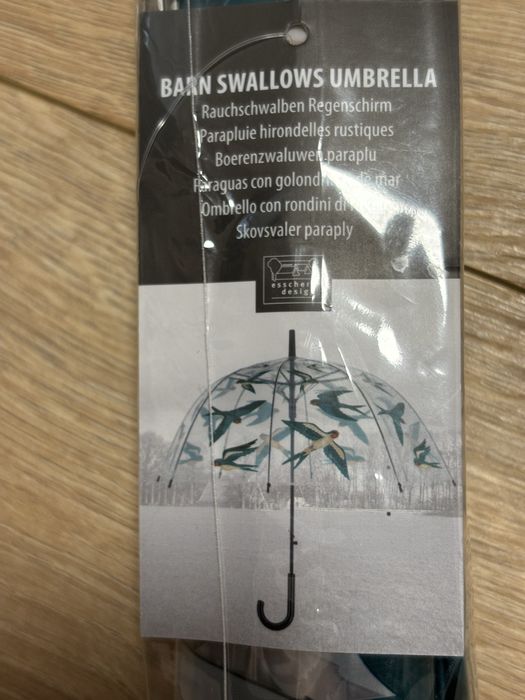 BARN SWALLOWS UMBRELLA
Rauchschwalben Regenschirm
Parapluie hirondelles rustiques
Boerenzwaluwen paraplu
Paraguas con golondrinas de mar
Ombrello con rondini di
Skovsvaler paraply
esschert
design